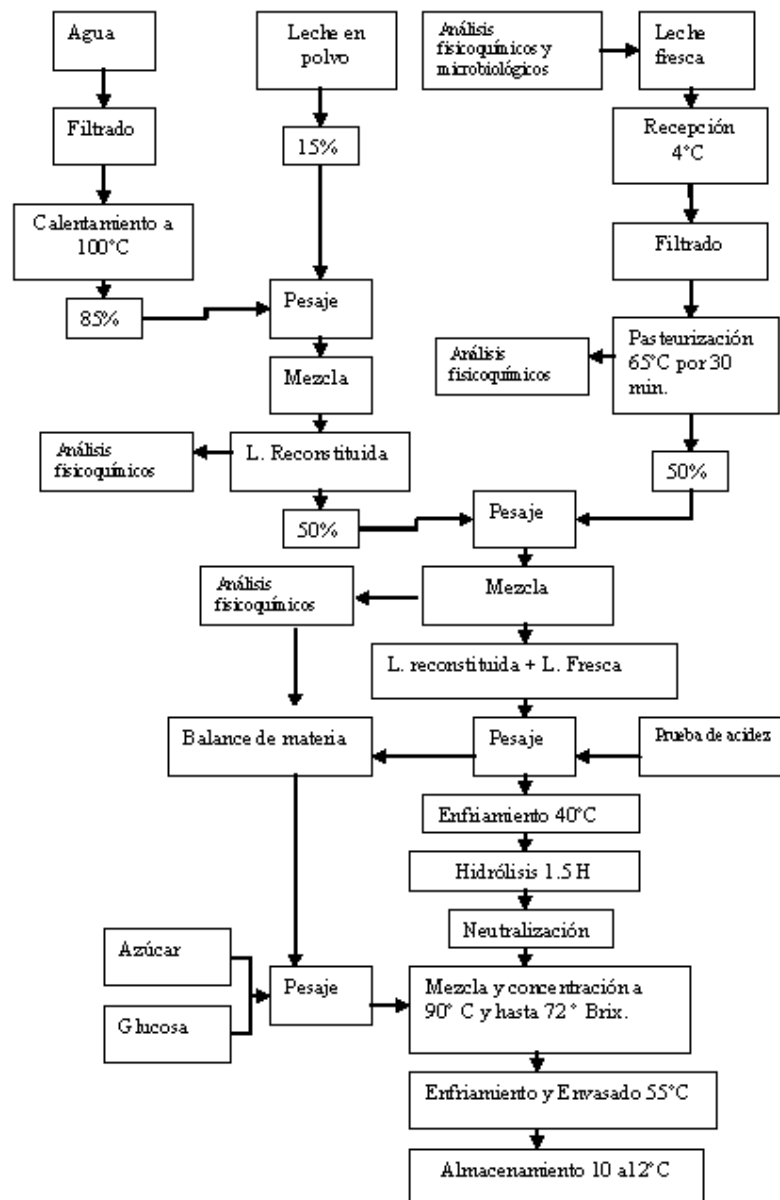 Agua
Leche en
polvo
Análisis
fisicoquímicos y
microbiológicos
Leche
fresca
Filtrado
15%
Recepción
4°C
Calentamiento a
100°C
Filtrado
85%
Pesaje
Pasteurización
65°C por 30
min.
Análisis
fisicoquímicos
Mezcla
Análisis
fisicoquímicos
L. Reconstituida
50%
50%
Pesaje
Análisis
fisicoquímicos
Mezcla
L. reconstituida + L. Fresca
Balance de materia
Pesaje
Prueba de acidez
Enfriamiento 40°C
Hidrólisis 1.5 H
Neutralización
Azúcar
Glucosa
Pesaje
Mezcla y concentración a
90° C y hasta 72 ° Brix.
Enfriamiento y Envasado 55°C
Almacenamiento 10 a12°C